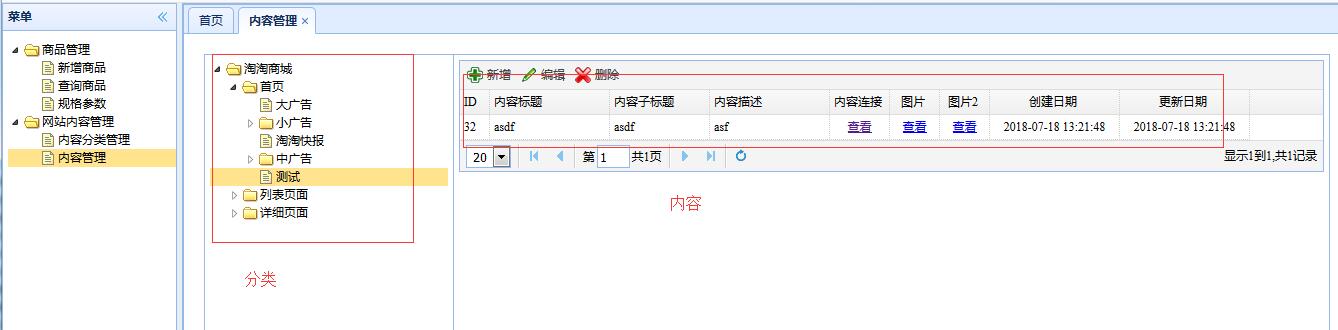 菜单
商品管理
新增商品
查询商品
规格参数
网站内容管理
内容分类管理
内容管理
首页 内容管理
淘淘商城
首页
大广告
小广告
淘淘快报
中广告
测试
列表页面
详细页面
分类
新增 编辑 删除
ID 内容标题 内容子标题 内容描述 内容连接 图片 图片2 创建日期 更新日期
32 asdf asdf asf 查看 查看 查看 2018-07-18 13:21:48 2018-07-18 13:21:48
20 第 1 共1页 显示1到1,共1记录
内容